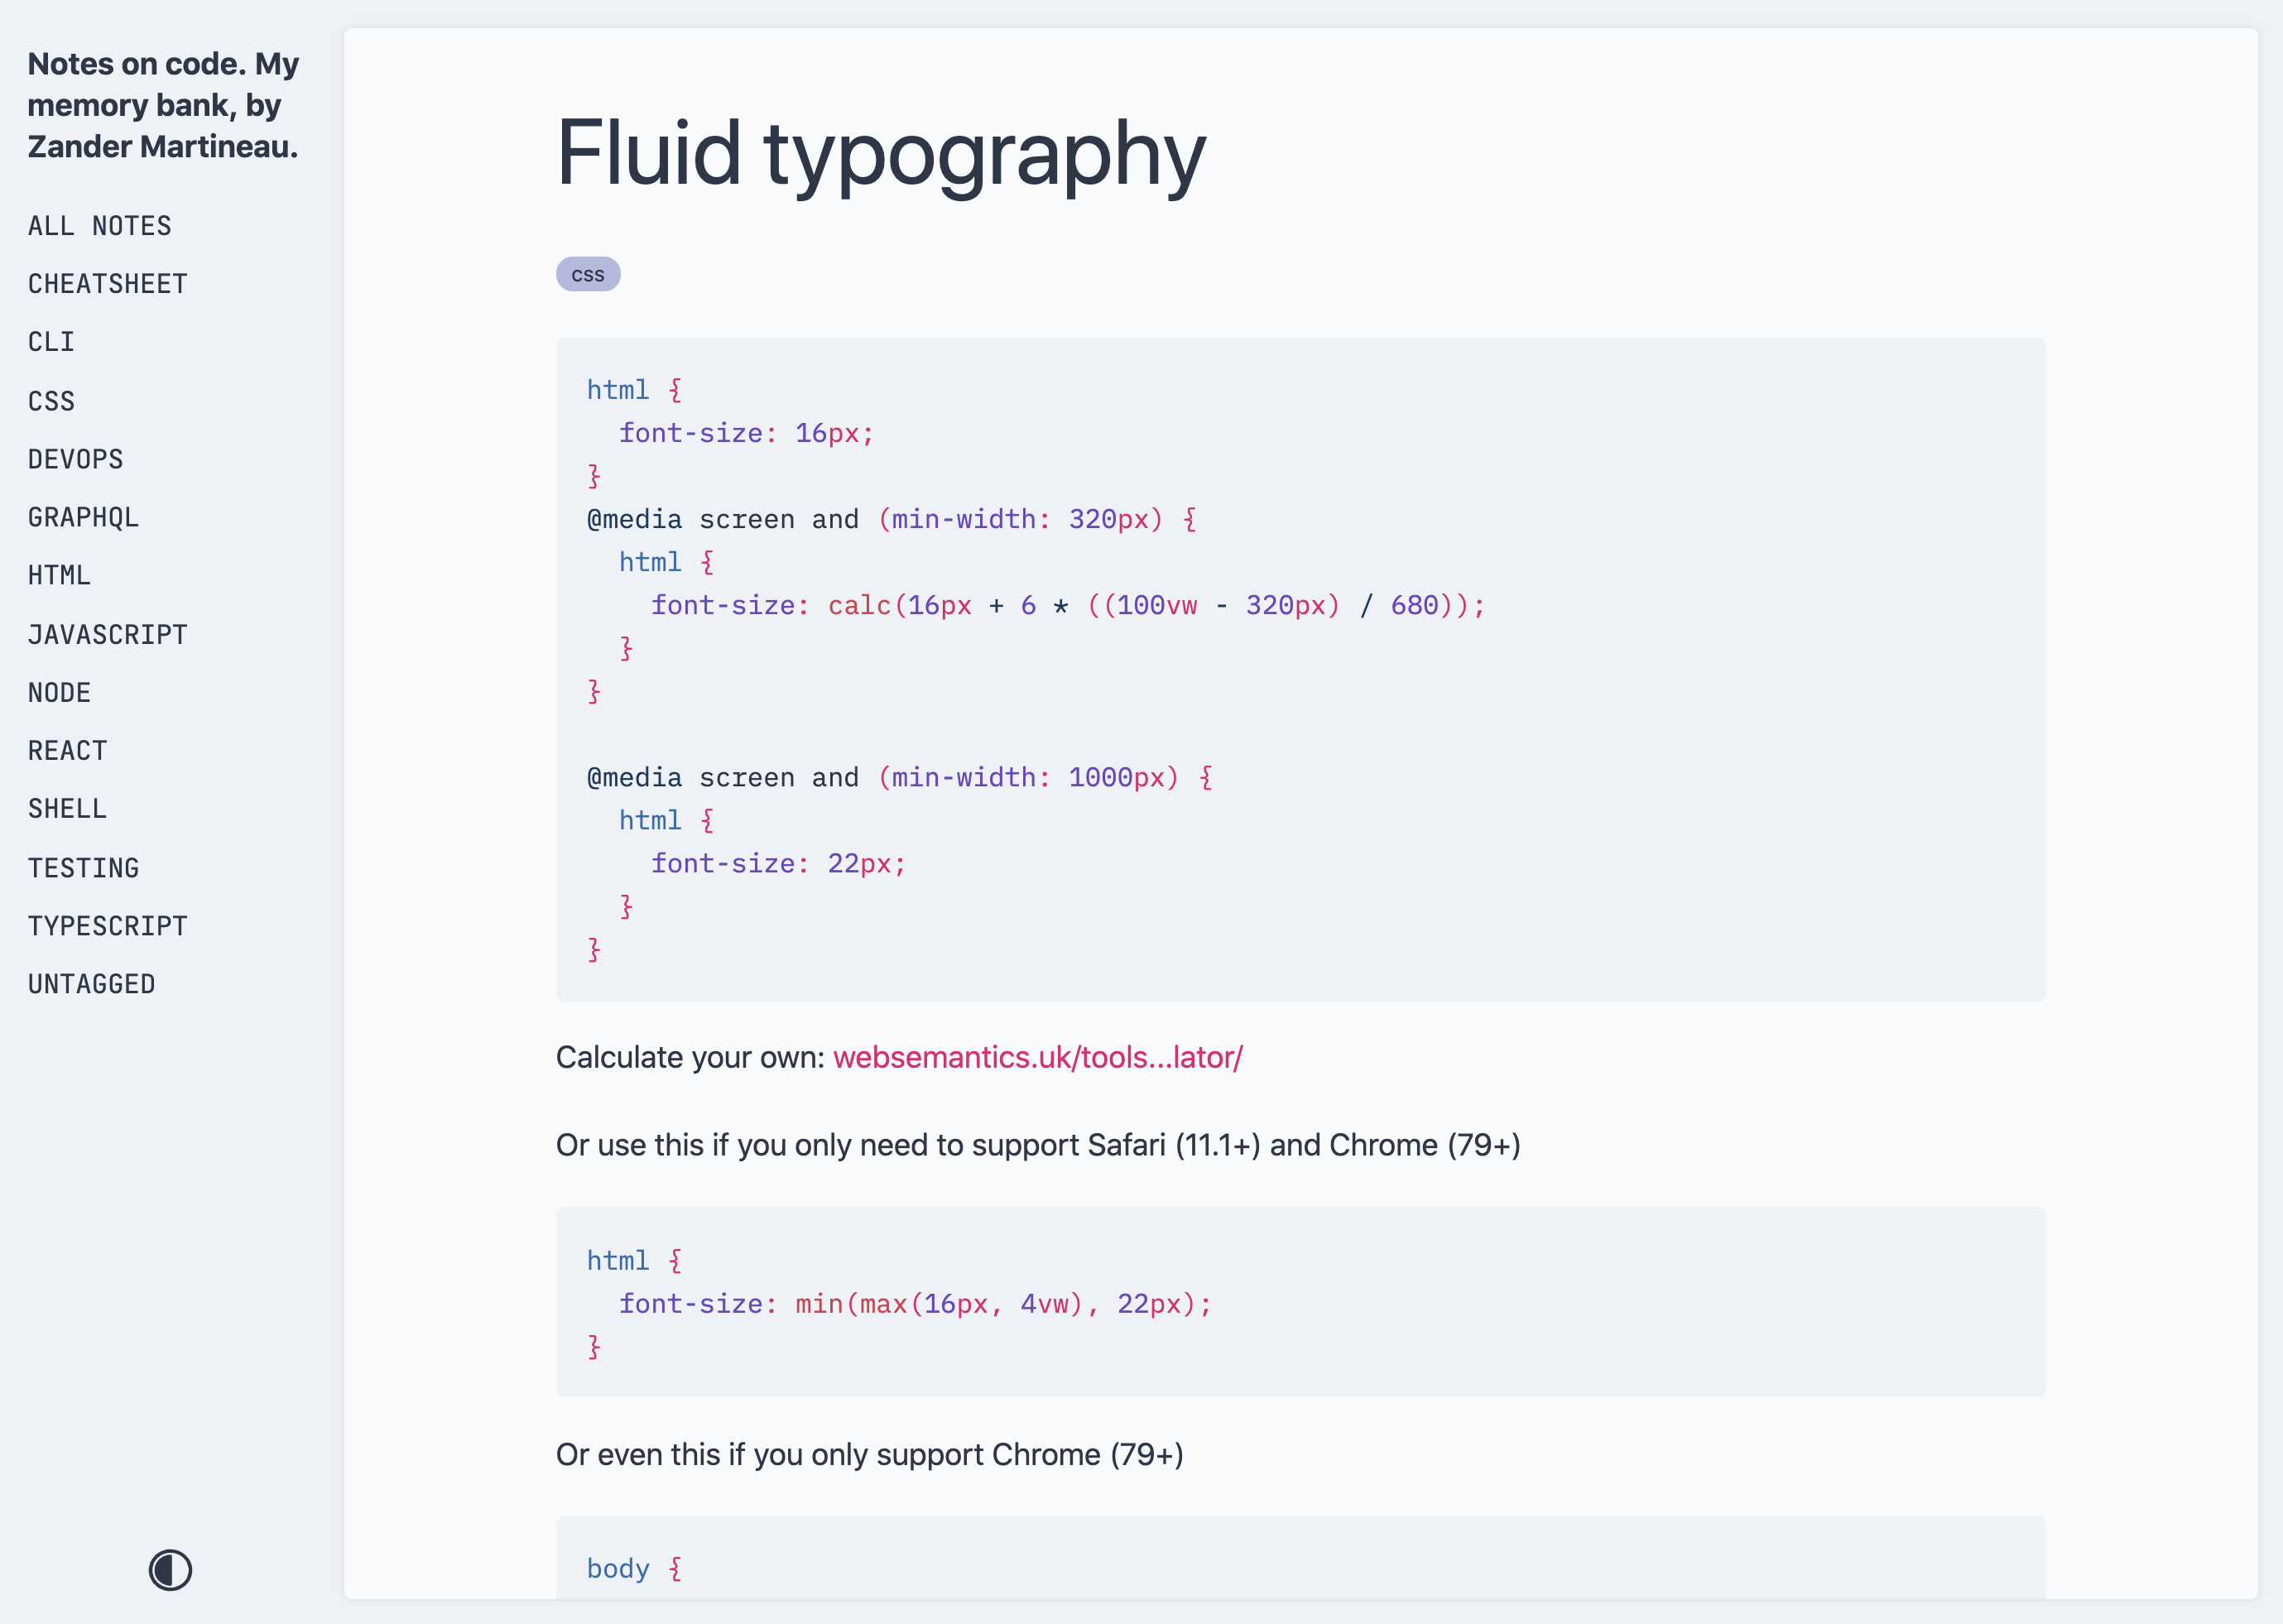 Notes on code. My
memory bank, by
Zander Martineau.
ALL NOTES
CHEATSHEET
CLI
CSS
DEVOPS
GRAPHQL
HTML
JAVASCRIPT
NODE
REACT
SHELL
TESTING
TYPESCRIPT
UNTAGGED
Fluid typography
css
html {
  font-size: 16px;
}
@media screen and (min-width: 320px) {
  html {
    font-size: calc(16px + 6 * ((100vw - 320px) / 680));
  }
}

@media screen and (min-width: 1000px) {
  html {
    font-size: 22px;
  }
}
Calculate your own: websemantics.uk/tools...lator/
Or use this if you only need to support Safari (11.1+) and Chrome (79+)
html {
  font-size: min(max(16px, 4vw), 22px);
}
Or even this if you only support Chrome (79+)
body {